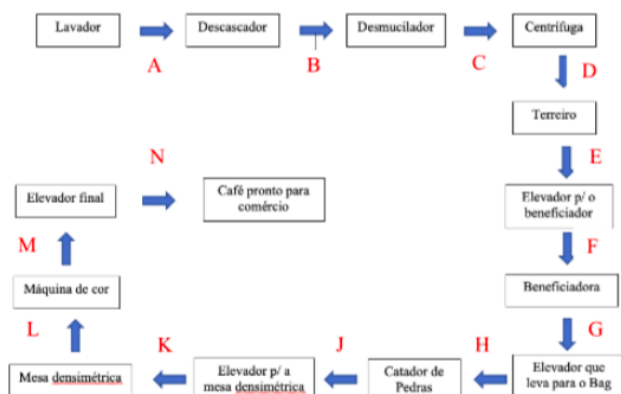 Lavador
Descascador
Desmucilador
Centrífuga
A
B
C
D
Terreiro
E
Elevador p/ o
beneficiador
F
Beneficiadora
G
Elevador que
leva para o Bag
H
Catador de
Pedras
J
Elevador p/ a
mesa densimétrica
K
Mesa densimétrica
L
Máquina de cor
M
Elevador final
N
Café pronto para
comércio